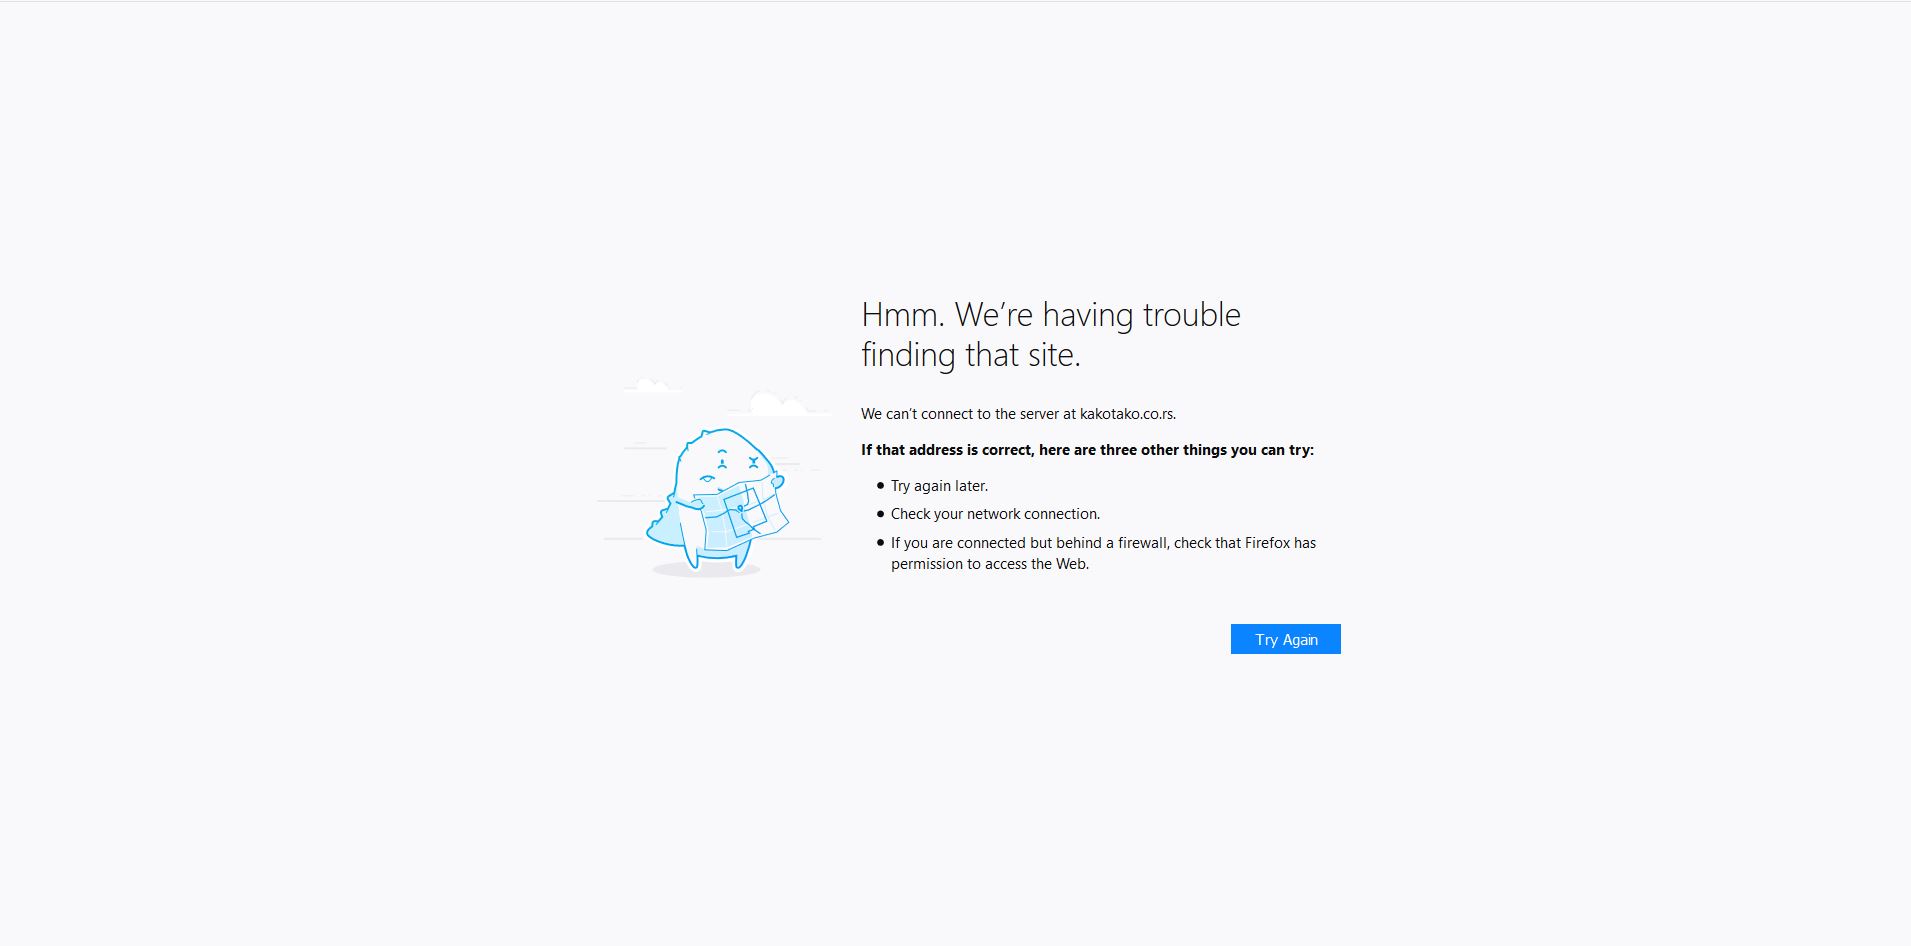 Hmm. We’re having trouble
finding that site.
We can’t connect to the server at kakotako.co.rs.
If that address is correct, here are three other things you can try:
Try again later.
Check your network connection.
If you are connected but behind a firewall, check that Firefox has
permission to access the Web.
Try Again